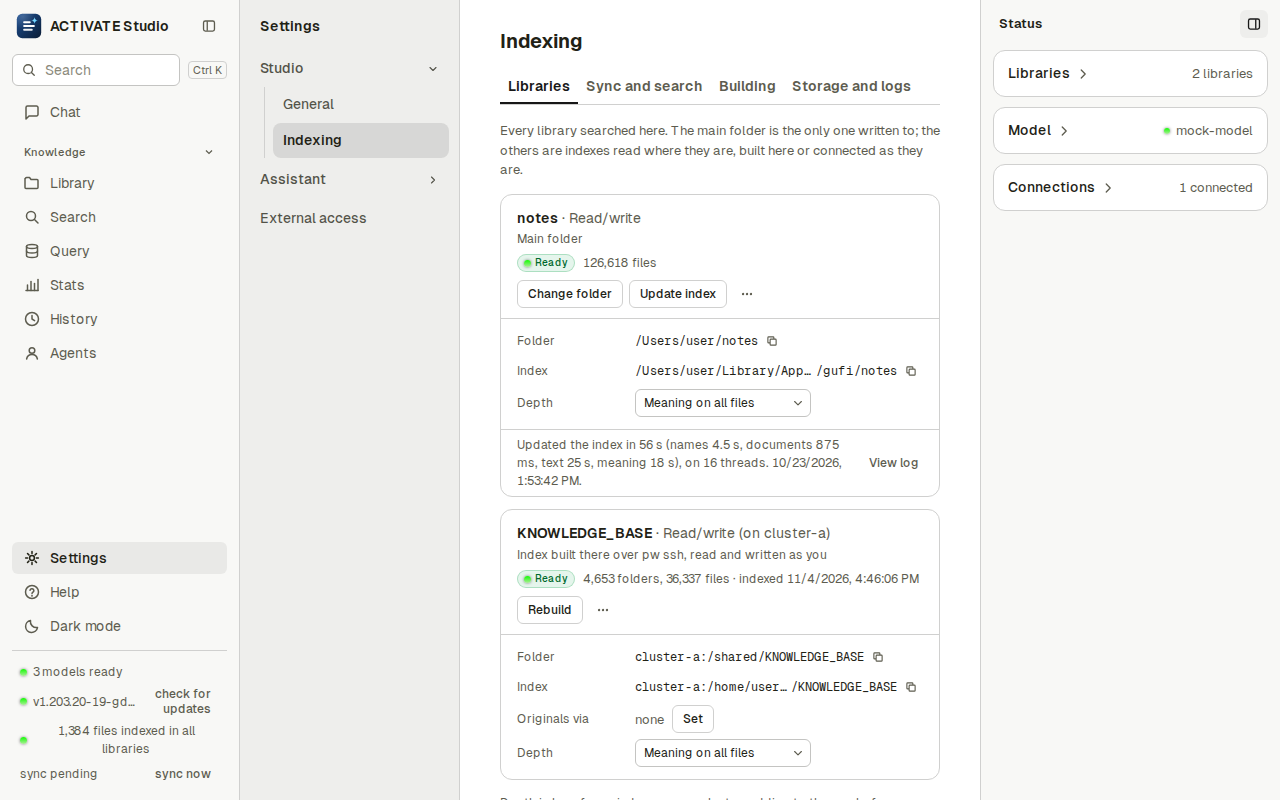 ACTIVATE Studio
Search
Ctrl K
Chat
Knowledge
Library
Search
Query
Stats
History
Agents
Settings
Help
Dark mode
3 models ready
v1.203.20-19-gd…
check for updates
1,384 files indexed in all libraries
sync pending
sync now
Settings
Studio
General
Indexing
Assistant
External access
Indexing
Libraries
Sync and search
Building
Storage and logs
Every library searched here. The main folder is the only one written to; the
others are indexes read where they are, built here or connected as they
are.
notes · Read/write
Main folder
Ready
126,618 files
Change folder
Update index
Folder
/Users/user/notes
Index
/Users/user/Library/App… /gufi/notes
Depth
Meaning on all files
Updated the index in 56 s (names 4.5 s, documents 875
ms, text 25 s, meaning 18 s), on 16 threads. 10/23/2026,
1:53:42 PM.
View log
KNOWLEDGE_BASE · Read/write (on cluster-a)
Index built there over pw ssh, read and written as you
Ready
4,653 folders, 36,337 files · indexed 11/4/2026, 4:46:06 PM
Rebuild
Folder
cluster-a:/shared/KNOWLEDGE_BASE
Index
cluster-a:/home/user… /KNOWLEDGE_BASE
Originals via
none
Set
Depth
Meaning on all files
Status
Libraries
2 libraries
Model
mock-model
Connections
1 connected